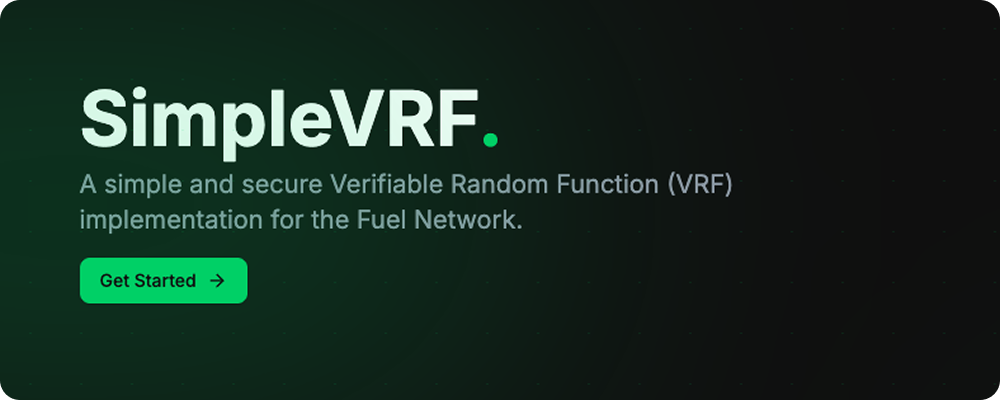 SimpleVRF.
A simple and secure Verifiable Random Function (VRF)
implementation for the Fuel Network.
Get Started →